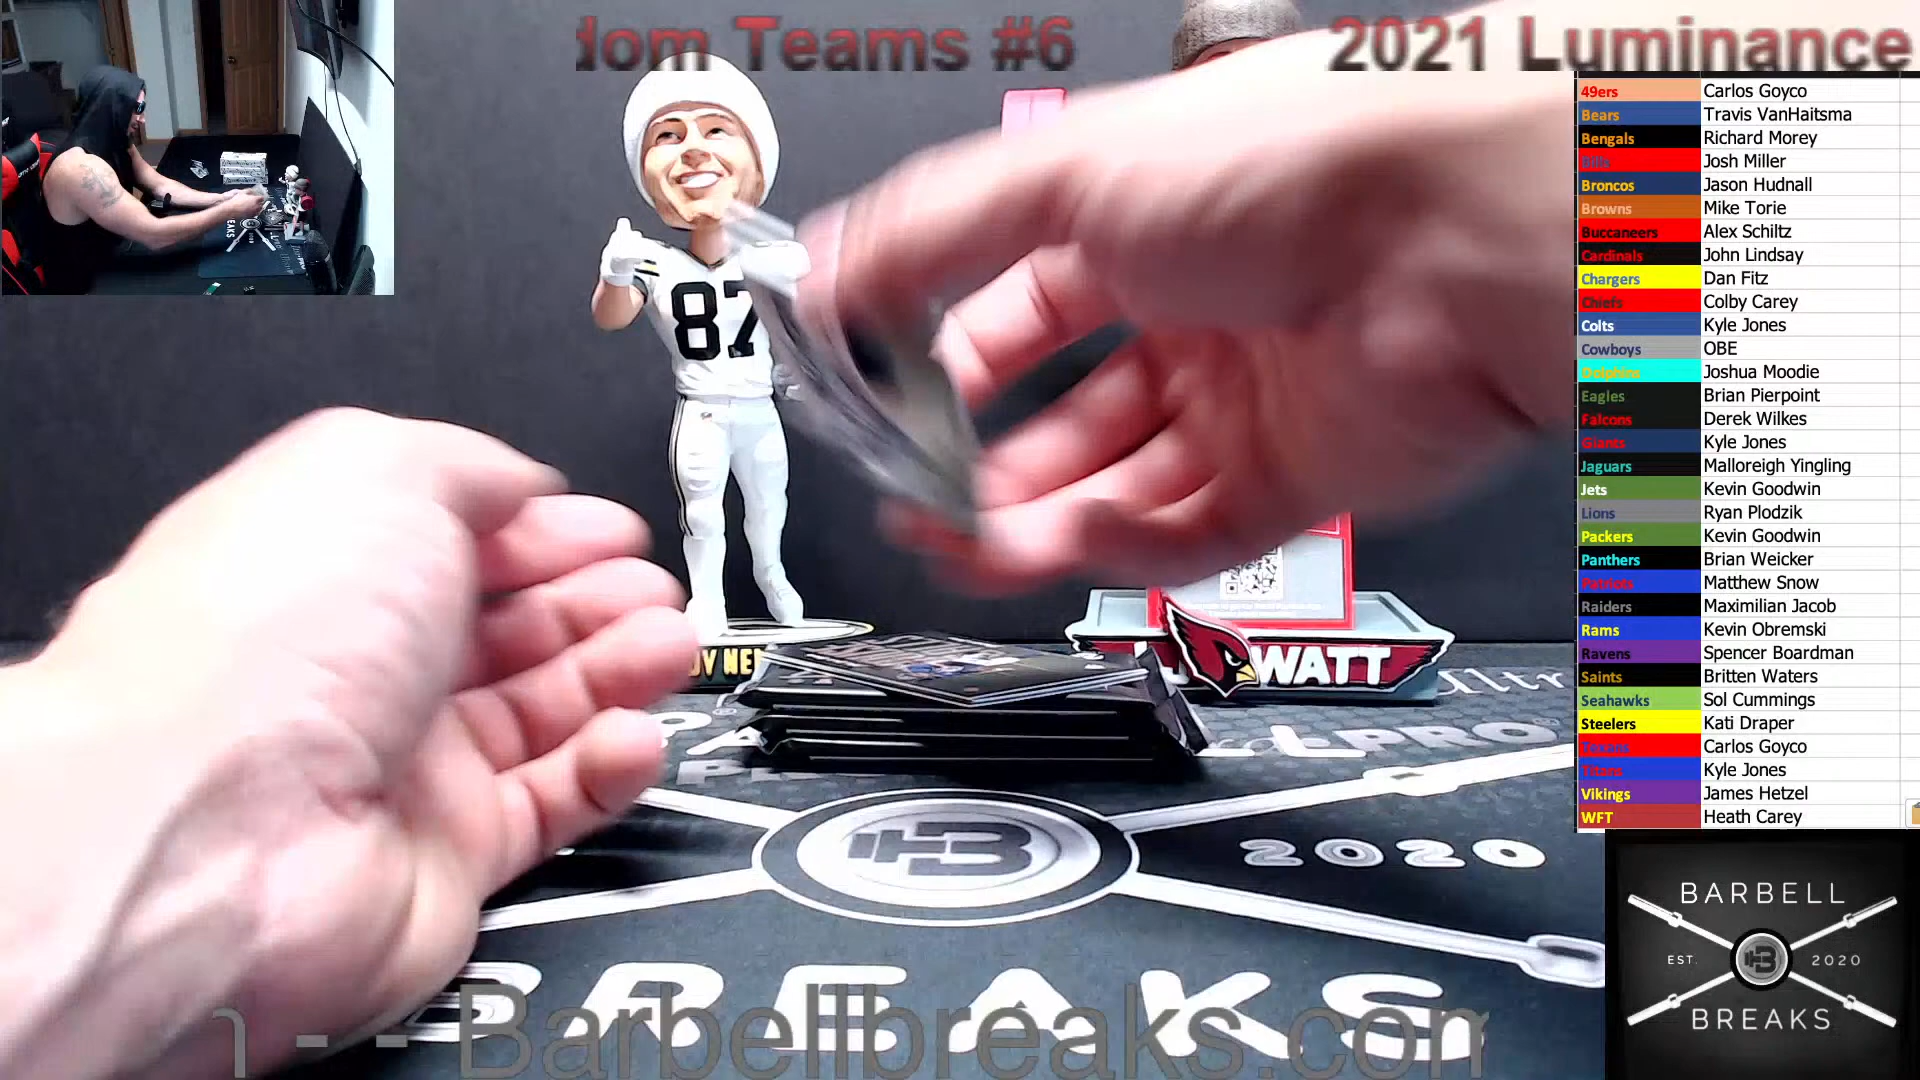 dom Teams #6 2021 Luminance
49ers Carlos Goyco
Bears Travis VanHaitsma
Bengals Richard Morey
Bills Josh Miller
Broncos Jason Hudnall
Browns Mike Torie
Buccaneers Alex Schiltz
Cardinals John Lindsay
Chargers Dan Fitz
Chiefs Colby Carey
Colts Kyle Jones
Cowboys OBE
Dolphins Joshua Moodie
Eagles Brian Pierpoint
Falcons Derek Wilkes
Giants Kyle Jones
Jaguars Malloreigh Yingling
Jets Kevin Goodwin
Lions Ryan Plodzik
Packers Kevin Goodwin
Panthers Brian Weicker
Patriots Matthew Snow
Raiders Maximilian Jacob
Rams Kevin Obremski
Ravens Spencer Boardman
Saints Britten Waters
Seahawks Sol Cummings
Steelers Kati Draper
Texans Carlos Goyco
Titans Kyle Jones
Vikings James Hetzel
WFT Heath Carey
87
WATT
Ultr
PRO
2020
BREAKS
- - Barbellbreaks.com
BARBELL
EST. 2020
BREAKS